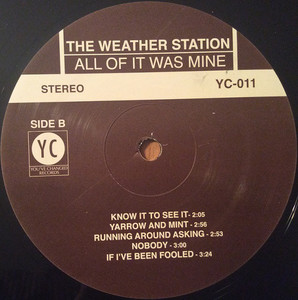 THE WEATHER STATION
ALL OF IT WAS MINE
STEREO
YC-011
SIDE B
YC
YOU'VE CHANGED
RECORDS
KNOW IT TO SEE IT - 2:05
YARROW AND MINT - 2:56
RUNNING AROUND ASKING - 2:53
NOBODY - 3:00
IF I'VE BEEN FOOLED - 3:24